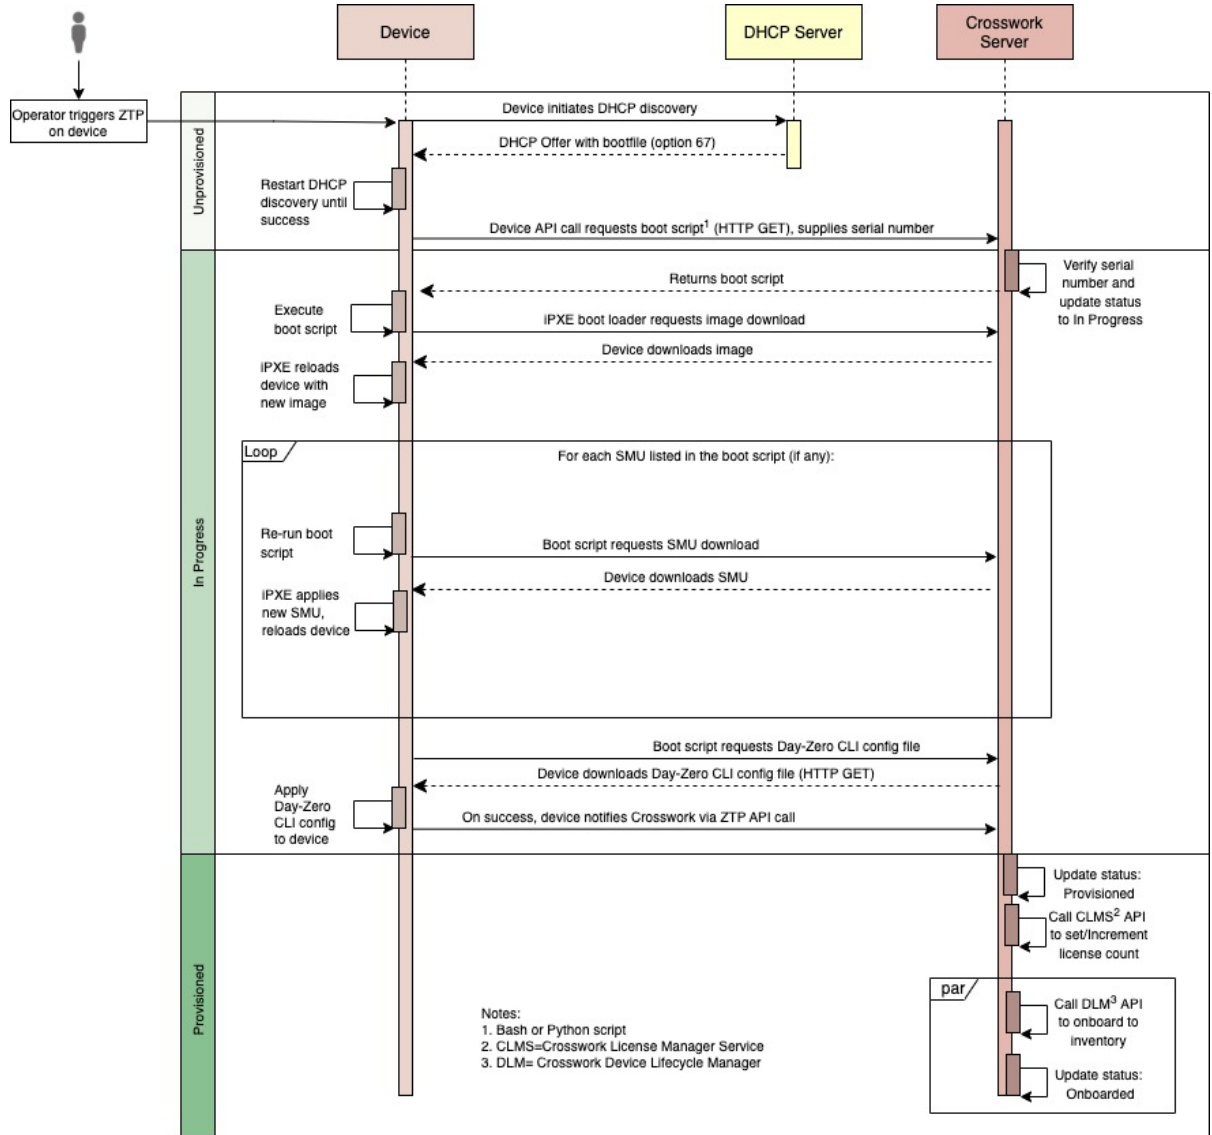 Device
DHCP Server
Crosswork
Server
Operator triggers ZTP
on device
Unprovisioned
Device initiates DHCP discovery
DHCP Offer with bootfile (option 67)
Restart DHCP
discovery until
success
Device API call requests boot script1 (HTTP GET), supplies serial number
In Progress
Returns boot script
Verify serial
number and
update status
to In Progress
Execute
boot script
iPXE boot loader requests image download
Device downloads image
iPXE reloads
device with
new image
Loop
For each SMU listed in the boot script (if any):
Re-run boot
script
Boot script requests SMU download
Device downloads SMU
iPXE applies
new SMU,
reloads device
Boot script requests Day-Zero CLI config file
Device downloads Day-Zero CLI config file (HTTP GET)
Apply
Day-Zero
CLI config
to device
On success, device notifies Crosswork via ZTP API call
Provisioned
Update status:
Provisioned
Call CLMS2 API
to set/Increment
license count
par
Call DLM3 API
to onboard to
inventory
Update status:
Onboarded
Notes:
1. Bash or Python script
2. CLMS=Crosswork License Manager Service
3. DLM= Crosswork Device Lifecycle Manager